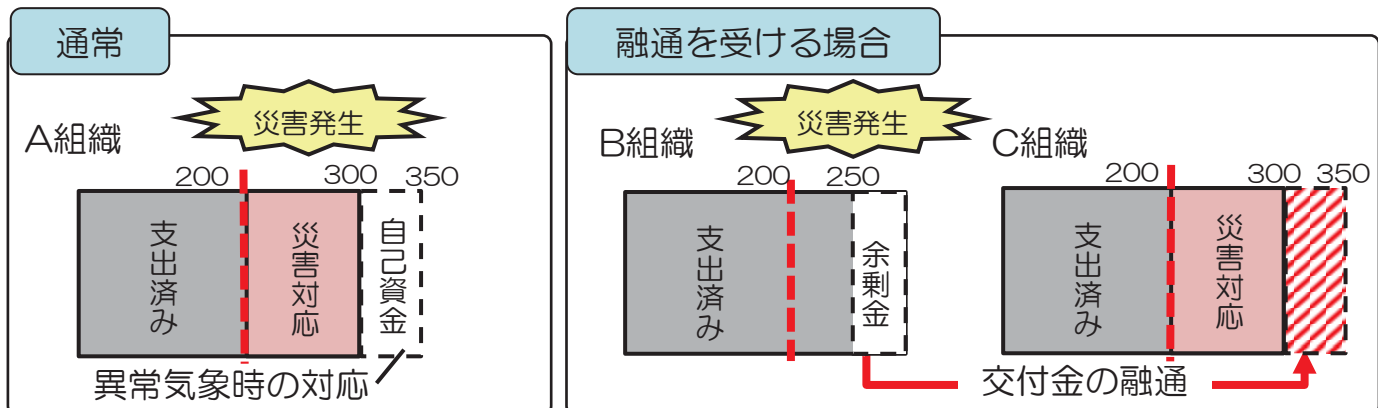 通常
災害発生
A組織
200
300
350
支出済み
災害対応
自己資金
異常気象時の対応
融通を受ける場合
災害発生
B組織
200
250
支出済み
余剰金
C組織
200
300
350
支出済み
災害対応
交付金の融通